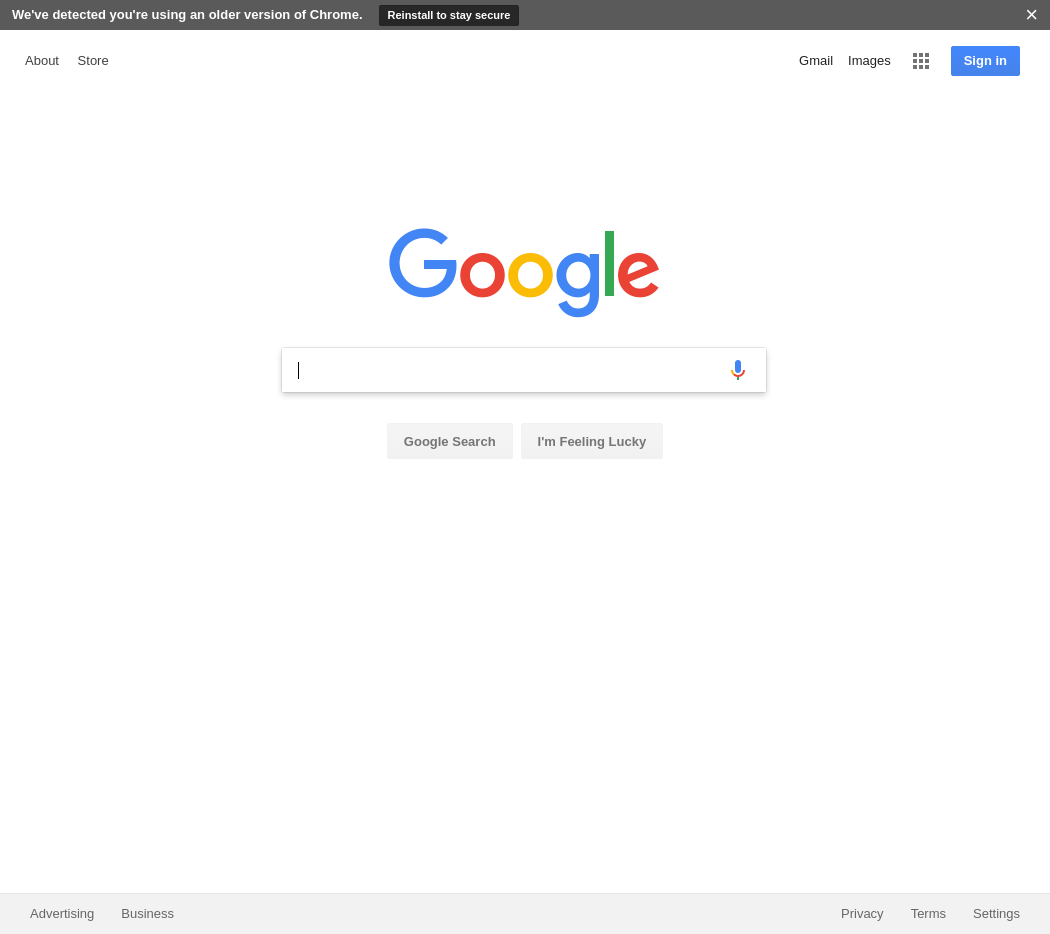 We've detected you're using an older version of Chrome. Reinstall to stay secure
About Store Gmail Images Sign in
Google
Google Search I'm Feeling Lucky
Advertising Business Privacy Terms Settings